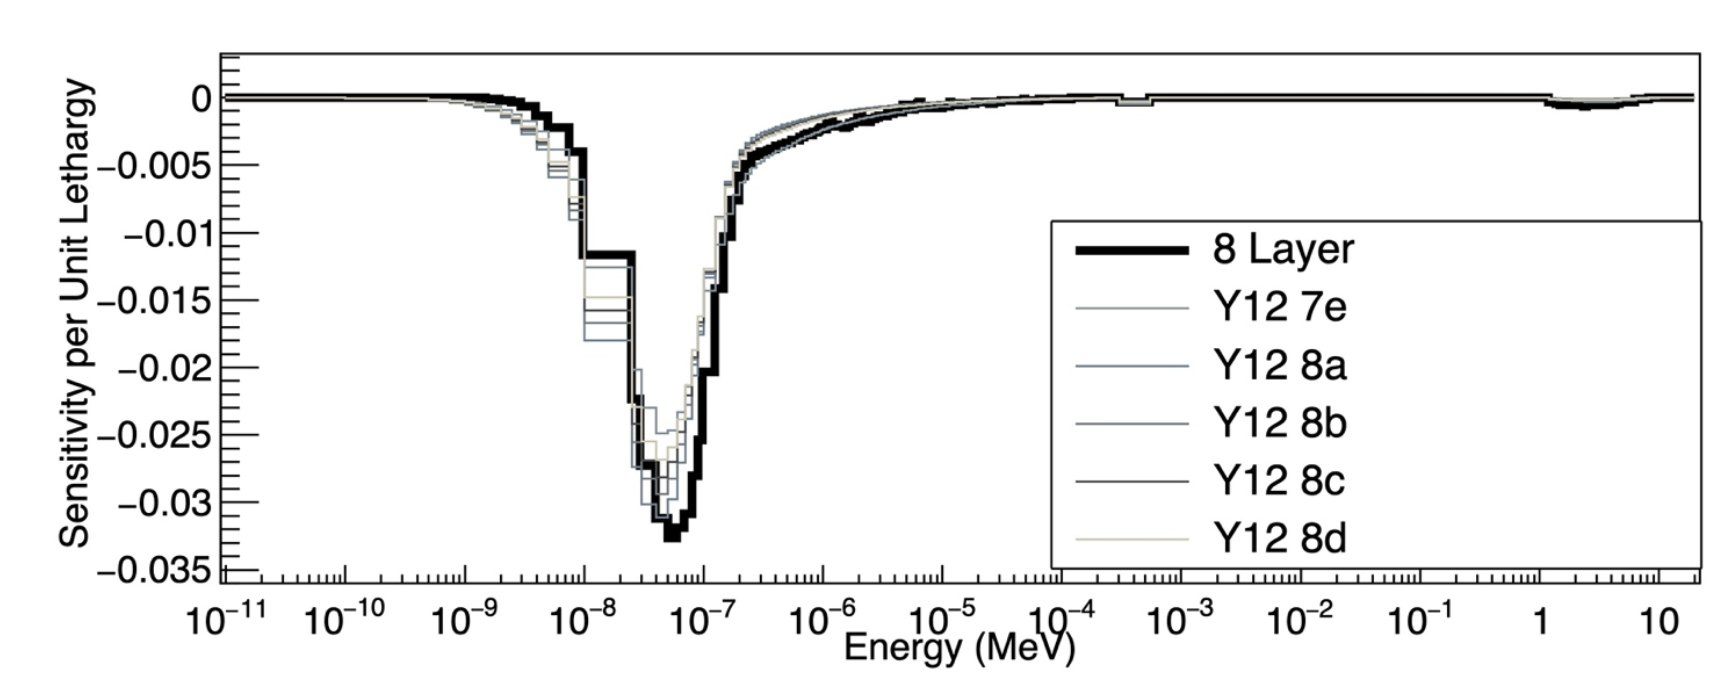 Sensitivity per Unit Lethargy
0
−0.005
−0.01
−0.015
−0.02
−0.025
−0.03
−0.035
8 Layer
Y12 7e
Y12 8a
Y12 8b
Y12 8c
Y12 8d
10⁻¹¹ 10⁻¹⁰ 10⁻⁹ 10⁻⁸ 10⁻⁷ 10⁻⁶ 10⁻⁵ 10⁻⁴ 10⁻³ 10⁻² 10⁻¹ 1 10
Energy (MeV)